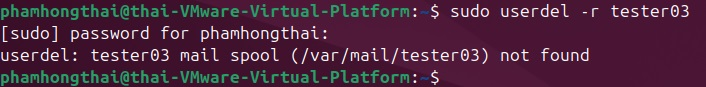 phamhongthai@thai-VMware-Virtual-Platform:~$ sudo userdel -r tester03
[sudo] password for phamhongthai:
userdel: tester03 mail spool (/var/mail/tester03) not found
phamhongthai@thai-VMware-Virtual-Platform:~$